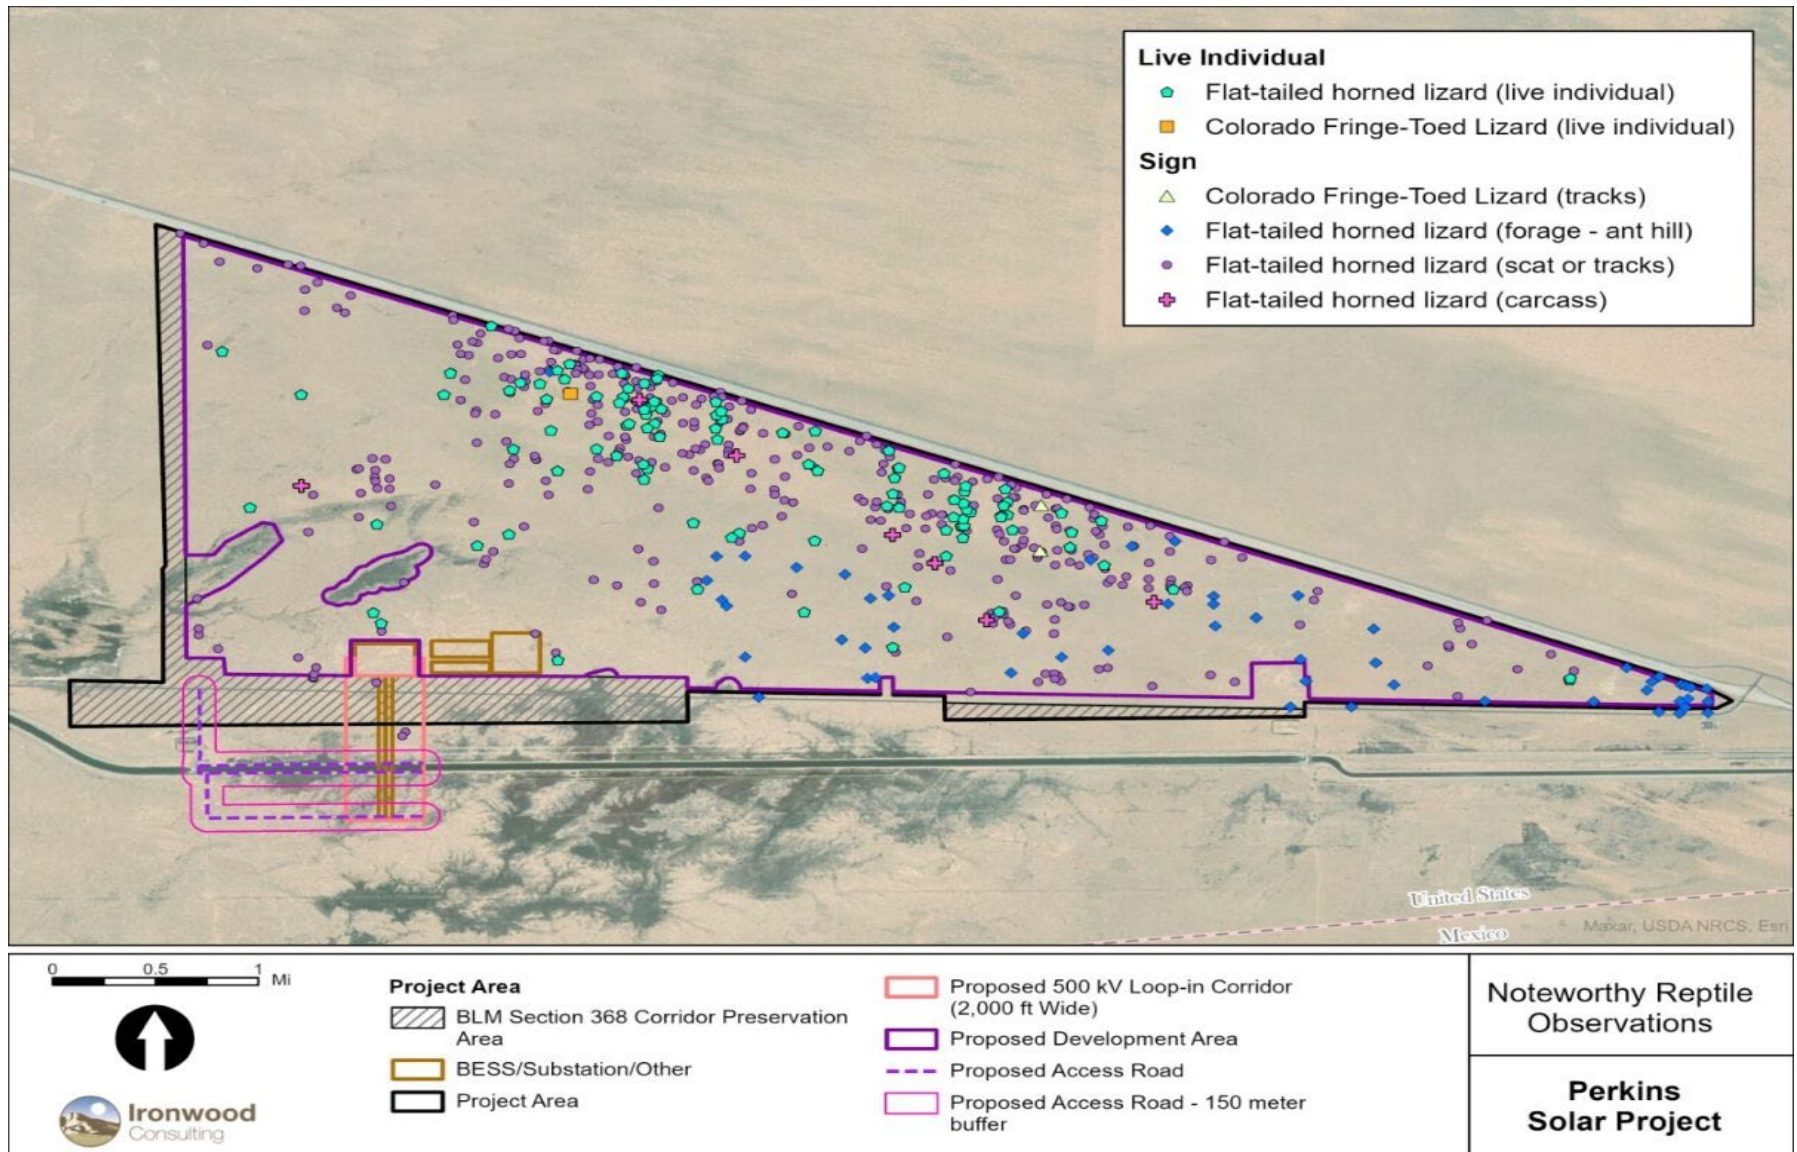 Live Individual
Flat-tailed horned lizard (live individual)
Colorado Fringe-Toed Lizard (live individual)
Sign
Colorado Fringe-Toed Lizard (tracks)
Flat-tailed horned lizard (forage - ant hill)
Flat-tailed horned lizard (scat or tracks)
Flat-tailed horned lizard (carcass)
United States
Mexico
Maxar, USDA NRCS, Esri
0 0.5 1
Mi
Ironwood
Consulting
Project Area
BLM Section 368 Corridor Preservation
Area
BESS/Substation/Other
Project Area
Proposed 500 kV Loop-in Corridor
(2,000 ft Wide)
Proposed Development Area
Proposed Access Road
Proposed Access Road - 150 meter
buffer
Noteworthy Reptile
Observations
Perkins
Solar Project